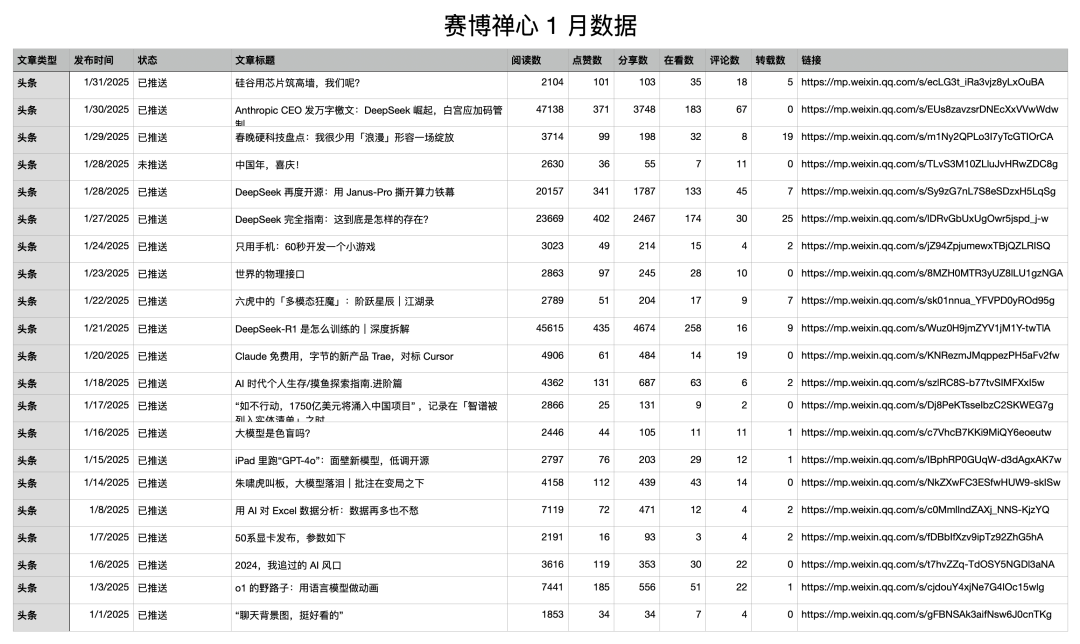 赛博禅心 1 月数据
文章类型 发布时间 状态 文章标题 阅读数 点赞数 分享数 在看数 评论数 转载数 链接
头条 1/31/2025 已推送 硅谷用芯片筑高墙，我们呢? 2104 101 103 35 18 5 https://mp.weixin.qq.com/s/ecLG3t_iRa3vjz8yLxOuBA
头条 1/30/2025 已推送 Anthropic CEO 发万字檄文：DeepSeek 崛起，白宫应加码管制 47138 371 3748 183 67 0 https://mp.weixin.qq.com/s/EUs8zavzsrDNEcXxVVwWdw
头条 1/29/2025 已推送 春晚硬科技盘点：我很少用「浪漫」形容一场绽放 3714 99 198 32 8 19 https://mp.weixin.qq.com/s/m1Ny2QPLo3I7yTcGTlOrCA
头条 1/28/2025 未推送 中国年，喜庆！ 2630 36 55 7 11 0 https://mp.weixin.qq.com/s/TLvS3M10ZLluJvHRwZDC8g
头条 1/28/2025 已推送 DeepSeek 再度开源：用 Janus-Pro 撕开算力铁幕 20157 341 1787 133 45 7 https://mp.weixin.qq.com/s/Sy9zG7nL7S8eSDzxH5LqSg
头条 1/27/2025 已推送 DeepSeek 完全指南：这到底是怎样的存在? 23669 402 2467 174 30 25 https://mp.weixin.qq.com/s/lDRvGbUxUgOwr5jspd_j-w
头条 1/24/2025 已推送 只用手机：60秒开发一个小游戏 3023 49 214 15 4 2 https://mp.weixin.qq.com/s/jZ94ZpjumewxTBjQZLRISQ
头条 1/23/2025 已推送 世界的物理接口 2863 97 245 28 10 0 https://mp.weixin.qq.com/s/8MZH0MTR3yUZ8ILU1gzNGA
头条 1/22/2025 已推送 六虎中的「多模态狂魔」：阶跃星辰｜江湖录 2789 51 204 17 9 7 https://mp.weixin.qq.com/s/sk01nnua_YFVPD0yROd95g
头条 1/21/2025 已推送 DeepSeek-R1 是怎么训练的｜深度拆解 45615 435 4674 258 16 9 https://mp.weixin.qq.com/s/Wuz0H9jmZYV1jM1Y-twTlA
头条 1/20/2025 已推送 Claude 免费用，字节的新产品 Trae，对标 Cursor 4906 61 484 14 19 0 https://mp.weixin.qq.com/s/KNRezmJMqppezPH5aFv2fw
头条 1/18/2025 已推送 AI 时代个人生存/摸鱼探索指南.进阶篇 4362 131 687 63 6 2 https://mp.weixin.qq.com/s/szlRC8S-b77tvSIMFXxI5w
头条 1/17/2025 已推送 “如不行动，1750亿美元将涌入中国项目” ，记录在「智谱被列入实体清单」之时 2866 25 131 9 2 0 https://mp.weixin.qq.com/s/Dj8PeKTsselbzC2SKWEG7g
头条 1/16/2025 已推送 大模型是色盲吗? 2446 44 105 11 11 1 https://mp.weixin.qq.com/s/c7VhcB7KKi9MiQY6eoeutw
头条 1/15/2025 已推送 iPad 里跑“GPT-4o”：面壁新模型，低调开源 2797 76 203 29 12 1 https://mp.weixin.qq.com/s/IBphRP0GUqW-d3dAgxAK7w
头条 1/14/2025 已推送 朱啸虎叫板，大模型落泪｜批注在变局之下 4158 112 439 43 14 0 https://mp.weixin.qq.com/s/NkZXwFC3ESfwHUW9-sklSw
头条 1/8/2025 已推送 用 AI 对 Excel 数据分析：数据再多也不愁 7119 72 471 12 4 2 https://mp.weixin.qq.com/s/c0MmllndZAXj_NNS-KjzYQ
头条 1/7/2025 已推送 50系显卡发布，参数如下 2191 16 93 3 4 2 https://mp.weixin.qq.com/s/fDBbIfXzv9ipTz92ZhG5hA
头条 1/6/2025 已推送 2024，我追过的 AI 风口 3616 119 353 30 22 0 https://mp.weixin.qq.com/s/t7hvZZq-TdOSY5NGDl3aNA
头条 1/3/2025 已推送 o1 的野路子：用语言模型做动画 7441 185 556 51 22 1 https://mp.weixin.qq.com/s/cjdouY4xjNe7G4lOc15wIg
头条 1/1/2025 已推送 “聊天背景图，挺好看的” 1853 34 34 7 4 0 https://mp.weixin.qq.com/s/gFBNSAk3aifNsw6J0cnTKg